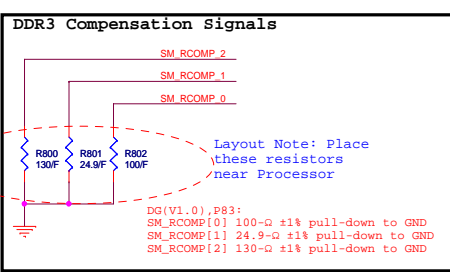 DDR3 Compensation Signals
SM_RCOMP_2
SM_RCOMP_1
SM_RCOMP_0
R800
130/F
R801
24.9/F
R802
100/F
Layout Note: Place
these resistors
near Processor
DG(V1.0),P83:
SM_RCOMP[0] 100-Ω ±1% pull-down to GND
SM_RCOMP[1] 24.9-Ω ±1% pull-down to GND
SM_RCOMP[2] 130-Ω ±1% pull-down to GND